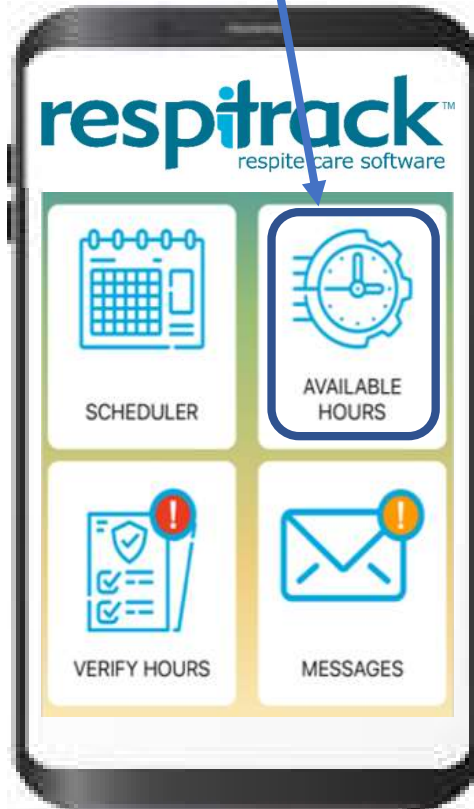 respitrack™
respite care software
SCHEDULER
AVAILABLE
HOURS
!
VERIFY HOURS
!
MESSAGES